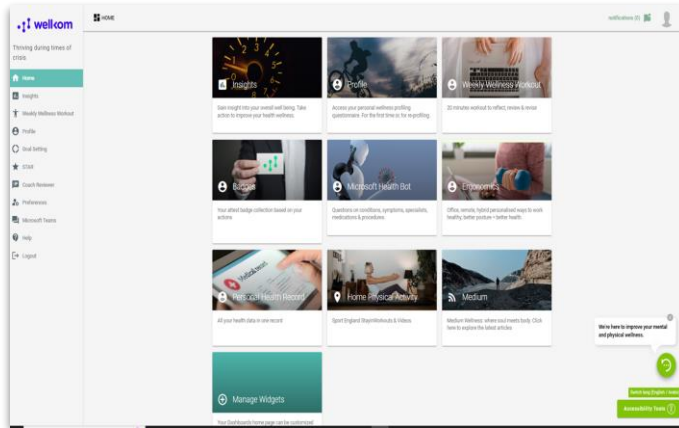 wellkom
HOME
notifications (0)
Thriving during times of
crisis.
Home
Insights
Weekly Wellness Workout
Profile
Goal Setting
STAR
Coach Reviewer
Preferences
Microsoft Teams
Help
Logout
Insights
Gain insight into your overall well being. Take
action to improve your health wellness.
Profile
Access your personal wellness profiling
questionnaire. For the first time or for re-profiling.
Weekly Wellness Workout
20 minutes workout to reflect, review & revise
Badges
Your attest badge collection based on your
actions
Microsoft Health Bot
Questions on conditions, symptoms, specialists,
medications & procedures
Ergonomics
Office, remote, hybrid personalised ways to work
healthy, better posture = better health.
Medical record
Personal Health Record
All your health data in one record
Home Physical Activity
Sport England StayInWorkouts & Videos
Medium
Medium Wellness: where soul meets body. Click
here to explore the latest articles
Manage Widgets
Your Dashboards home page can be customized
We're here to improve your mental
and physical wellness.
Accessibility Tools